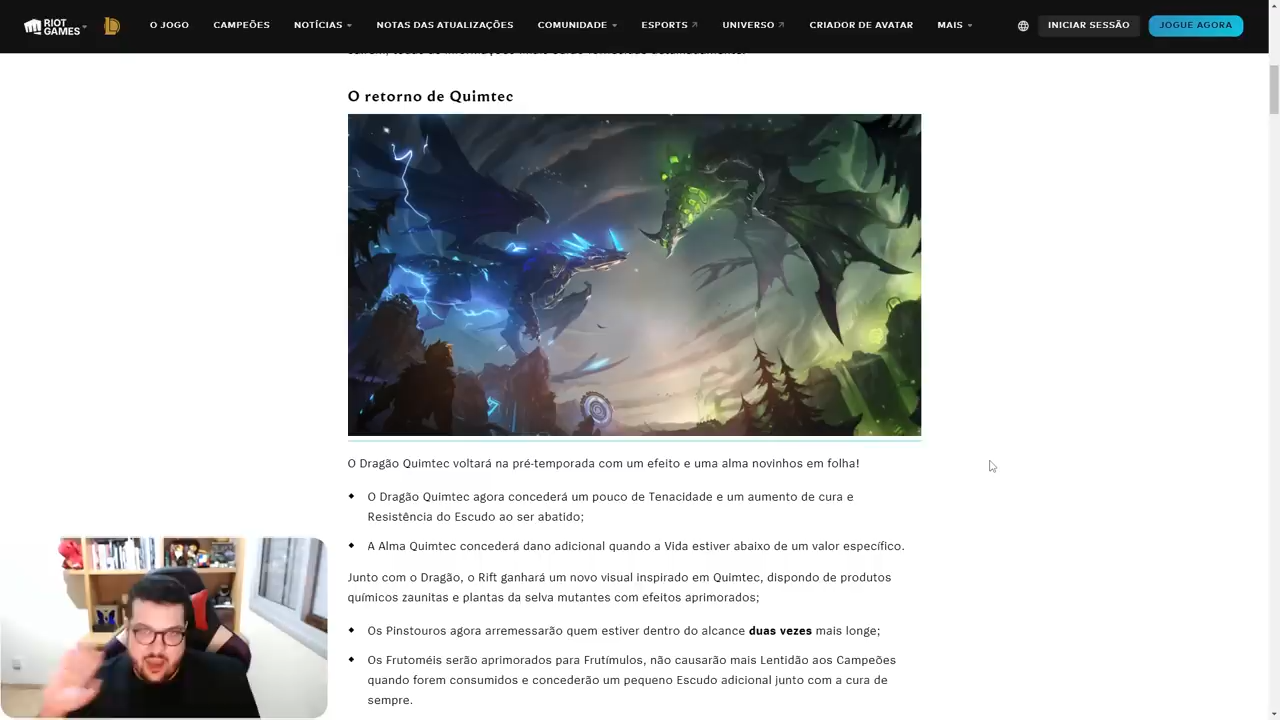 RIOT GAMES
O JOGO CAMPEÕES NOTÍCIAS NOTAS DAS ATUALIZAÇÕES COMUNIDADE ESPORTS UNIVERSO CRIADOR DE AVATAR MAIS INICIAR SESSÃO JOGUE AGORA
O retorno de Quimtec
O Dragão Quimtec voltará na pré-temporada com um efeito e uma alma novinhos em folha!
O Dragão Quimtec agora concederá um pouco de Tenacidade e um aumento de cura e
Resistência do Escudo ao ser abatido;
A Alma Quimtec concederá dano adicional quando a Vida estiver abaixo de um valor específico.
Junto com o Dragão, o Rift ganhará um novo visual inspirado em Quimtec, dispondo de produtos
químicos zaunitas e plantas da selva mutantes com efeitos aprimorados;
Os Pinstouros agora arremessarão quem estiver dentro do alcance duas vezes mais longe;
Os Frutoméis serão aprimorados para Frutímulos, não causarão mais Lentidão aos Campeões
quando forem consumidos e concederão um pequeno Escudo adicional junto com a cura de
sempre.